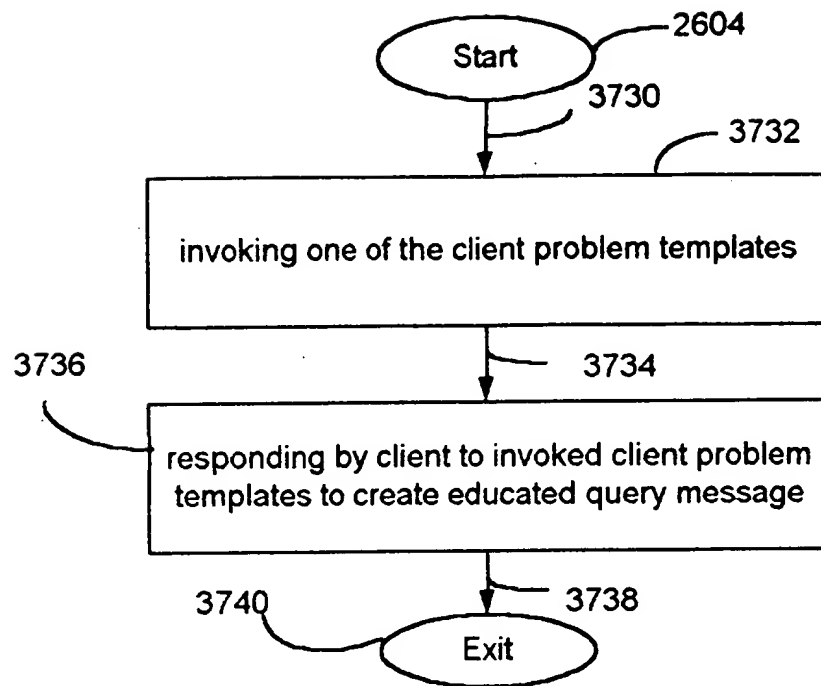 2604
Start
3730
3732
invoking one of the client problem templates
3736
3734
responding by client to invoked client problem
templates to create educated query message
3740
3738
Exit